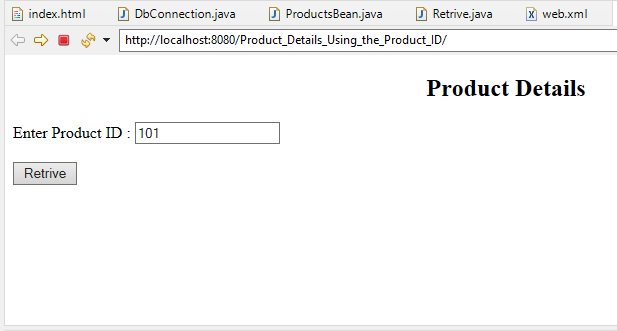 index.html DbConnection.java ProductsBean.java Retrive.java web.xml
http://localhost:8080/Product_Details_Using_the_Product_ID/
Product Details
Enter Product ID : 101
Retrive